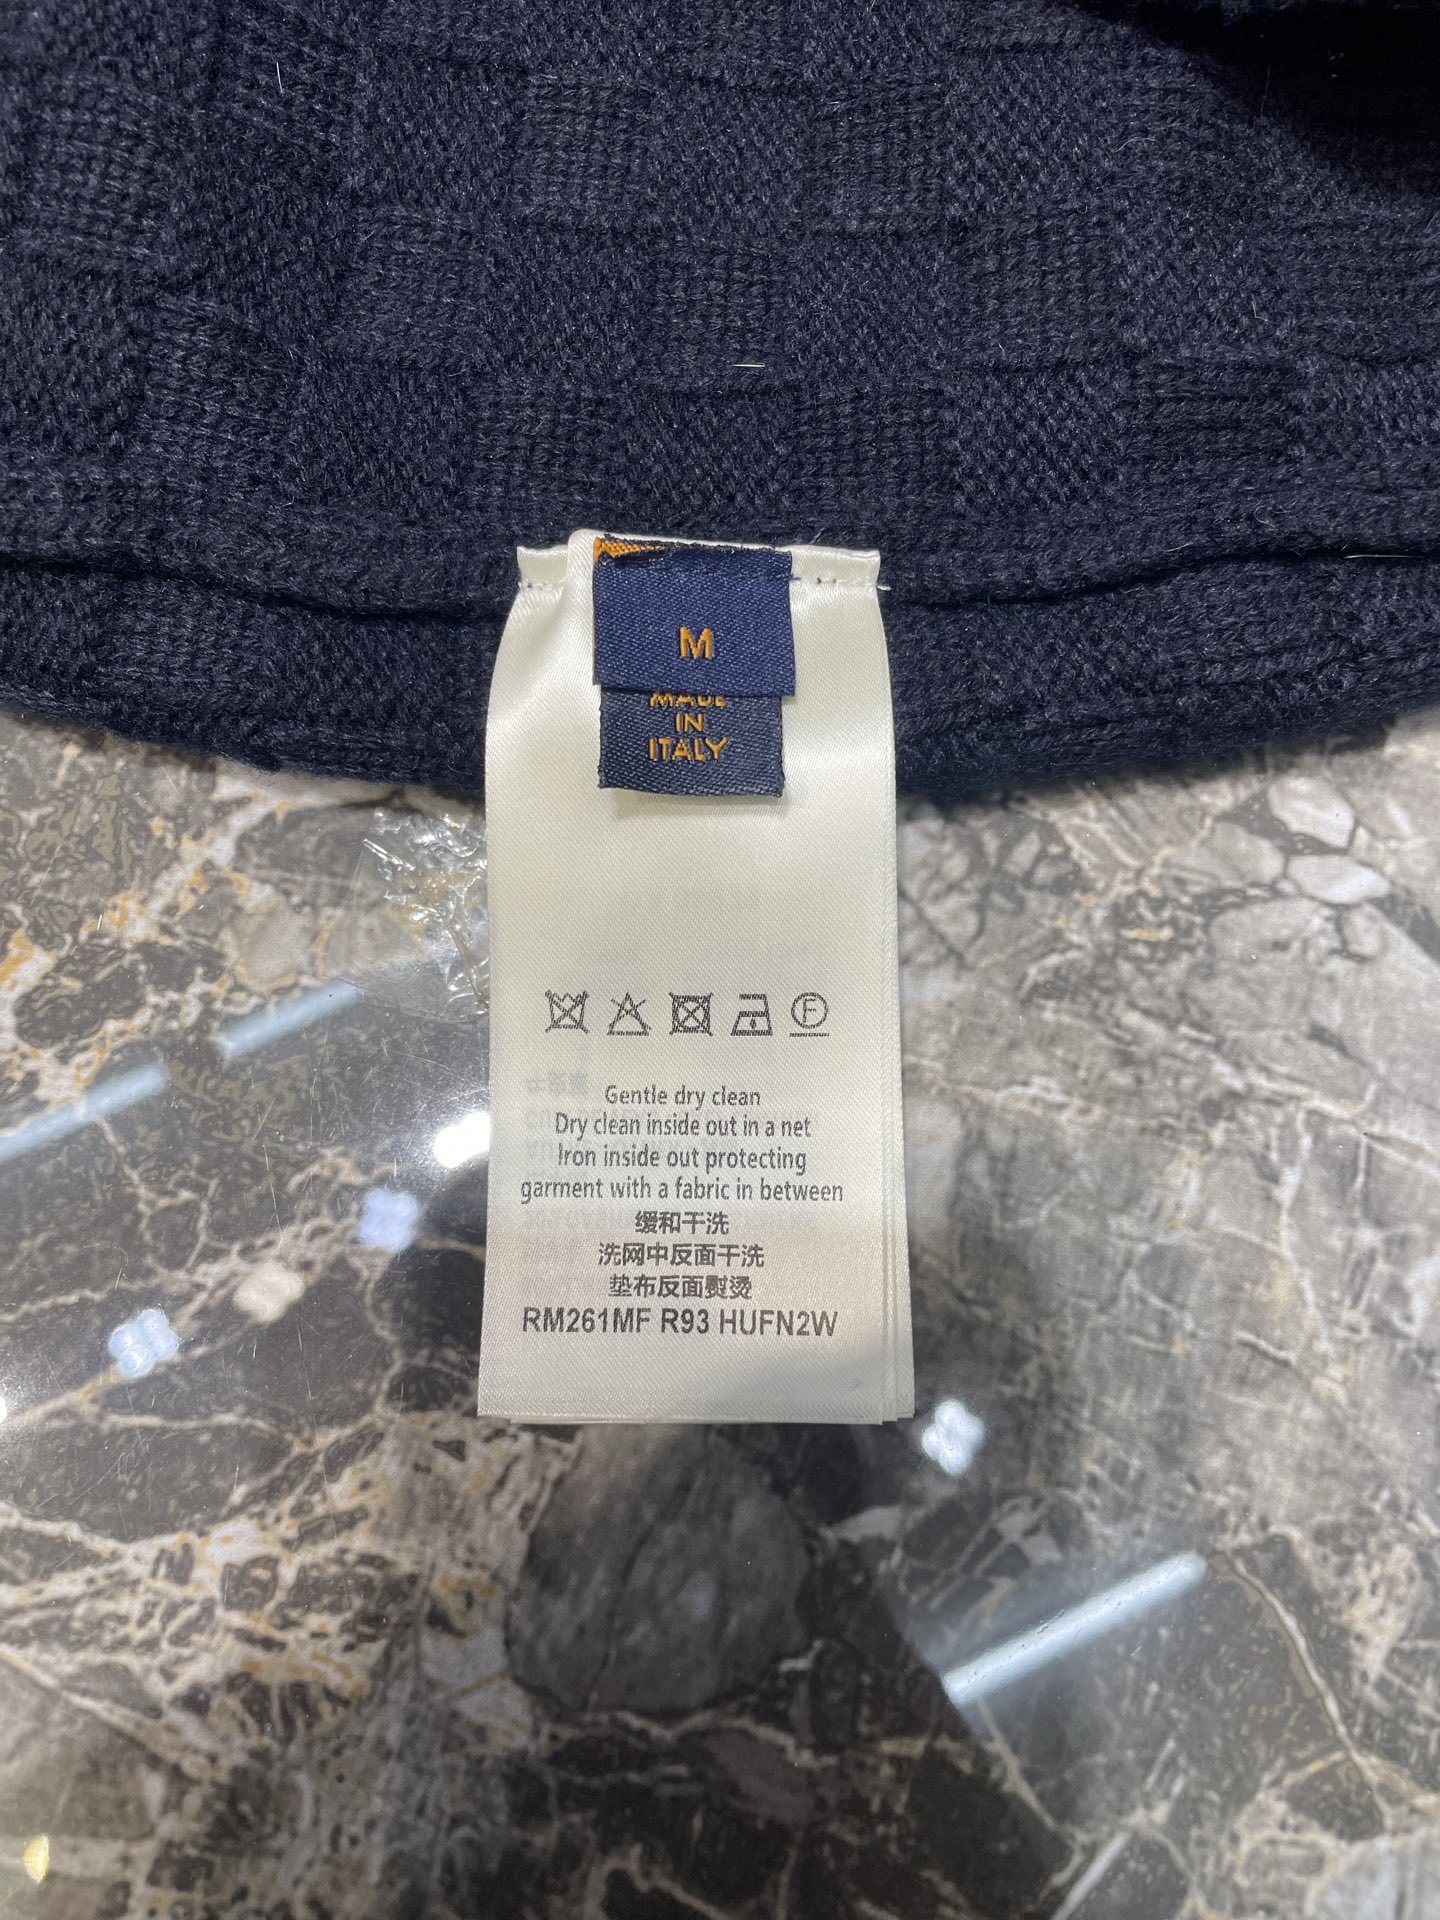 M
MADE
IN
ITALY
F
Gentle dry clean
Dry clean inside out in a net
Iron inside out protecting
garment with a fabric in between
缓和干洗
洗网中反面干洗
垫布反面熨烫
RM261MF R93 HUFN2W